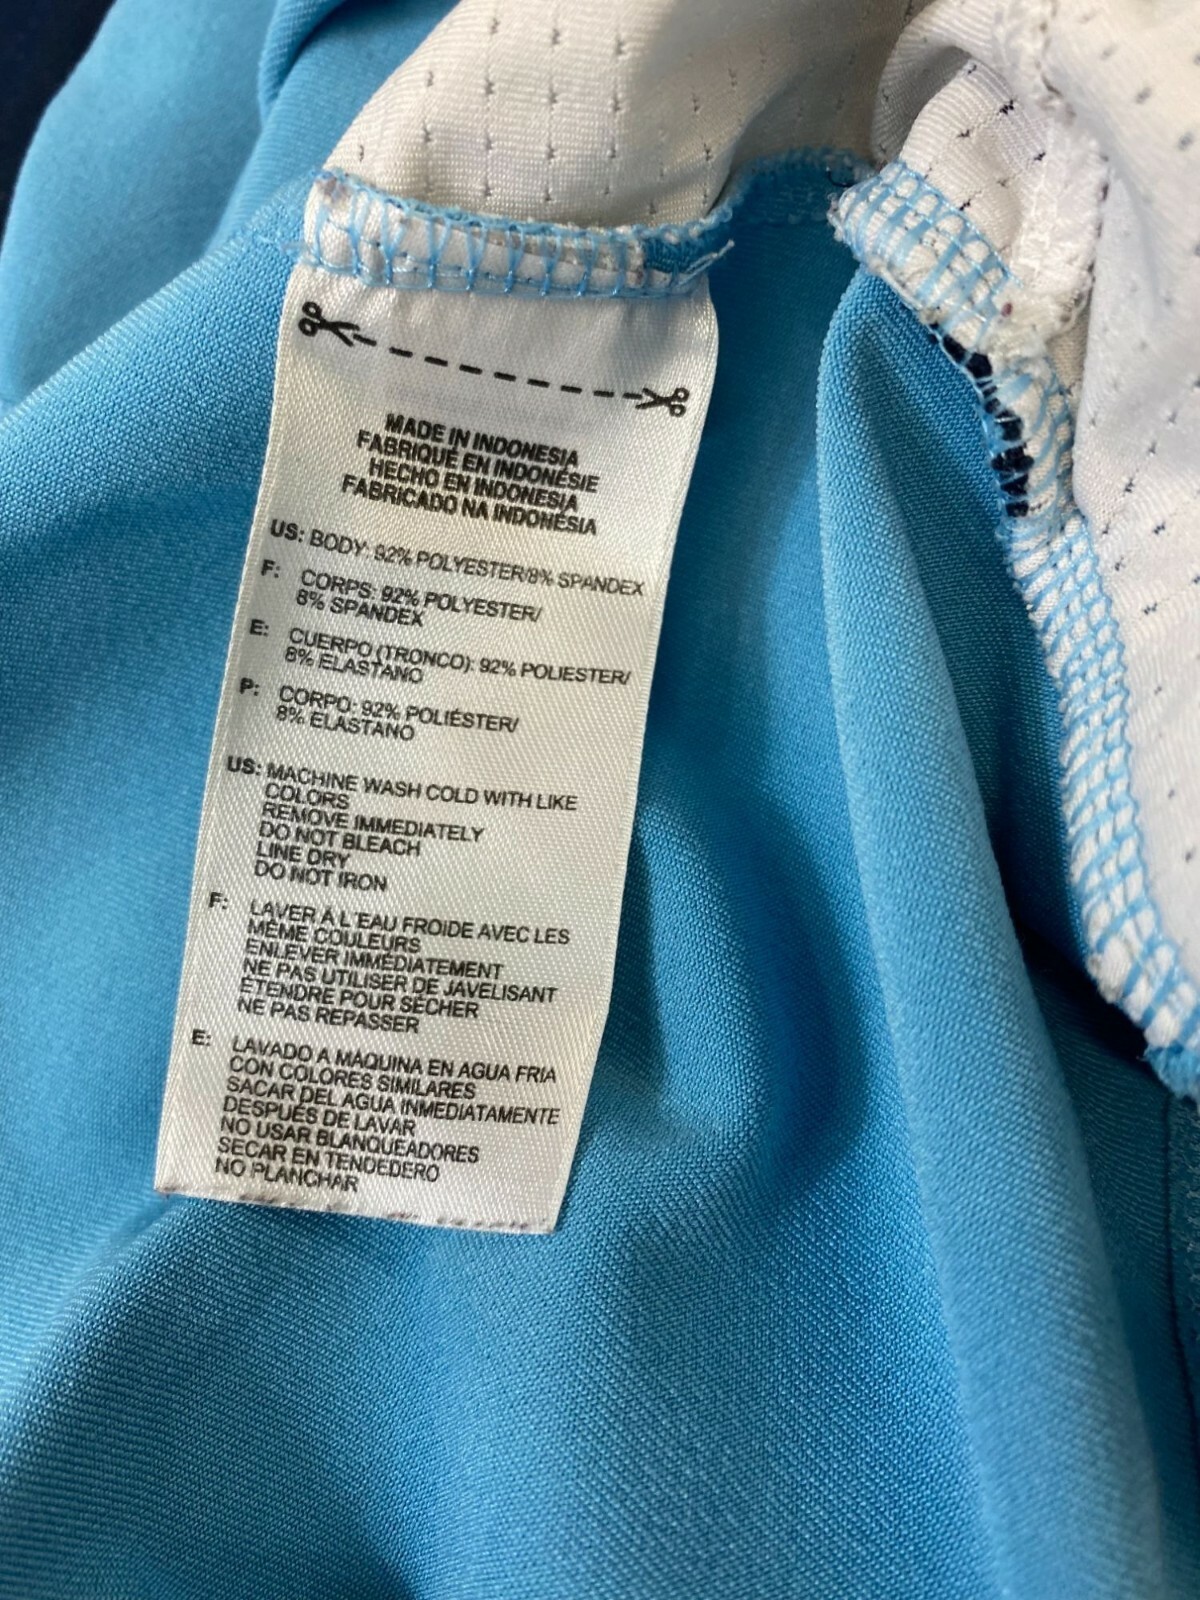 MADE IN INDONESIA
FABRIQUÉ EN INDONÉSIE
HECHO EN INDONESIA
FABRICADO NA INDONÉSIA
US: BODY: 92% POLYESTER/8% SPANDEX
F: CORPS: 92% POLYESTER/
8% SPANDEX
E: CUERPO (TRONCO): 92% POLIESTER/
8% ELASTANO
P: CORPO: 92% POLIÉSTER/
8% ELASTANO
US: MACHINE WASH COLD WITH LIKE
COLORS
REMOVE IMMEDIATELY
DO NOT BLEACH
LINE DRY
DO NOT IRON
F: LAVER À L'EAU FROIDE AVEC LES
MÊME COULEURS
ENLEVER IMMÉDIATEMENT
NE PAS UTILISER DE JAVELISANT
ÉTENDRE POUR SÉCHER
NE PAS REPASSER
E: LAVADO A MÁQUINA EN AGUA FRIA
CON COLORES SIMILARES
SACAR DEL AGUA INMEDIATAMENTE
DESPUÉS DE LAVAR
NO USAR BLANQUEADORES
SECAR EN TENDEDERO
NO PLANCHAR